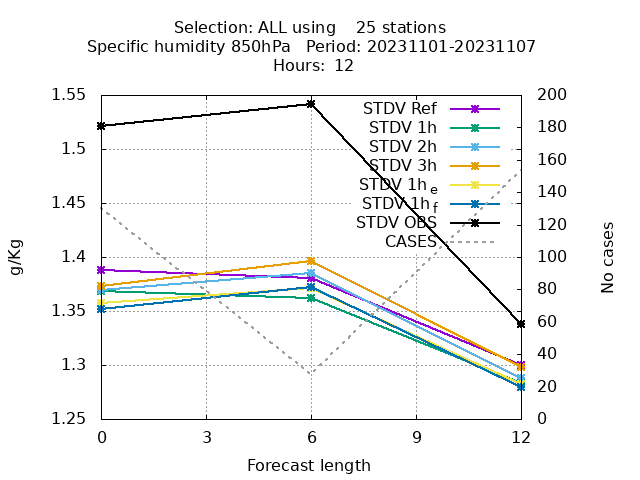 Selection: ALL using    25 stations
Specific humidity 850hPa   Period: 20231101-20231107
Hours:  12
1.55
1.5
1.45
1.4
1.35
1.3
1.25
g/Kg
STDV Ref
STDV 1h
STDV 2h
STDV 3h
STDV 1h e
STDV 1h f
STDV OBS
CASES
200
180
160
140
120
100
80
60
40
20
0
No cases
0 3 6 9 12
Forecast length